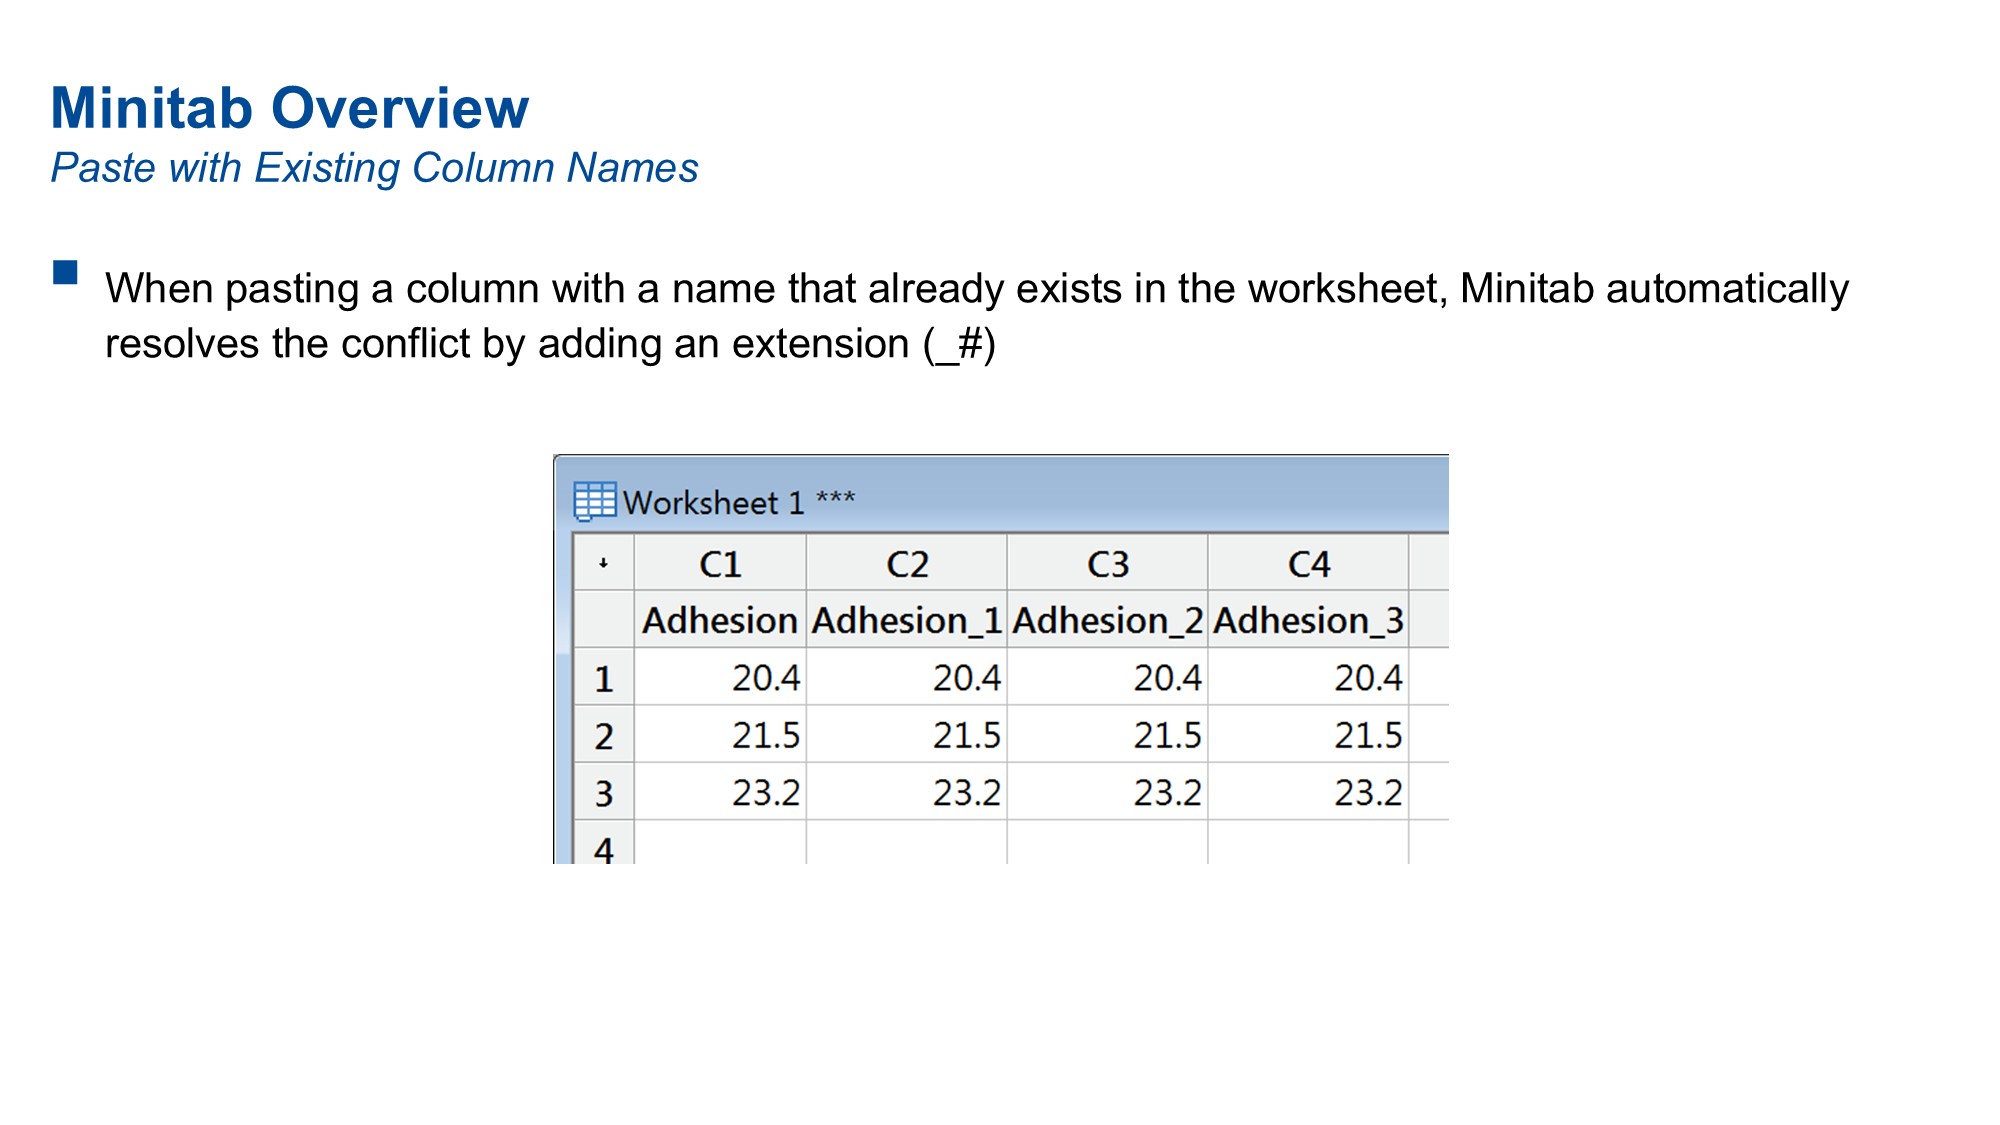 Minitab Overview
Paste with Existing Column Names
When pasting a column with a name that already exists in the worksheet, Minitab automatically
resolves the conflict by adding an extension (_#)
Worksheet 1 ***
C1 C2 C3 C4
Adhesion Adhesion_1 Adhesion_2 Adhesion_3
1 20.4 20.4 20.4 20.4
2 21.5 21.5 21.5 21.5
3 23.2 23.2 23.2 23.2
4